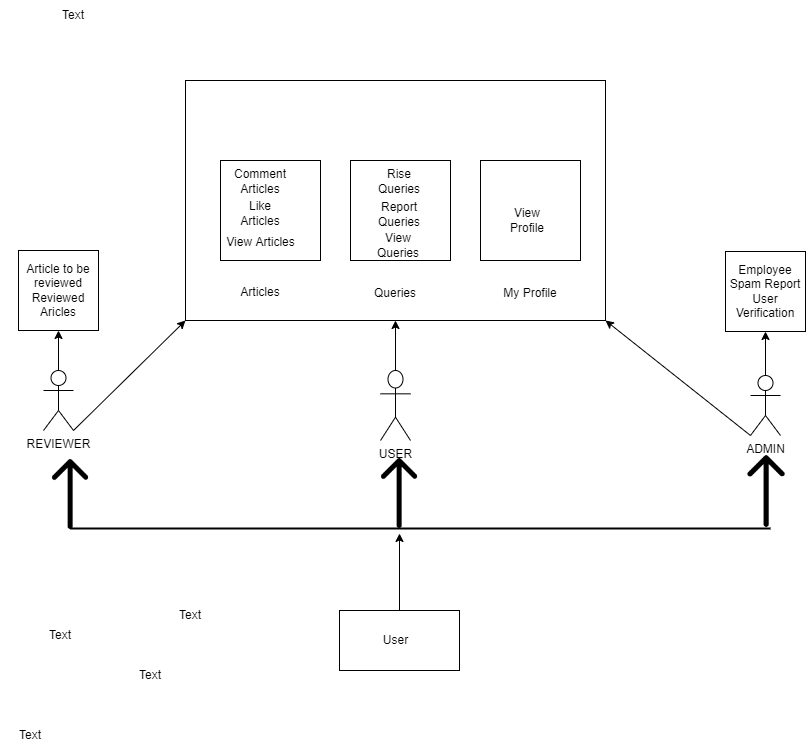 Text
Comment
Articles
Like
Articles
View Articles
Rise
Queries
Report
Queries
View
Queries
View
Profile
Articles
Queries
My Profile
Article to be
reviewed
Reviewed
Aricles
Employee
Spam Report
User
Verification
REVIEWER
USER
ADMIN
User
Text
Text
Text
Text